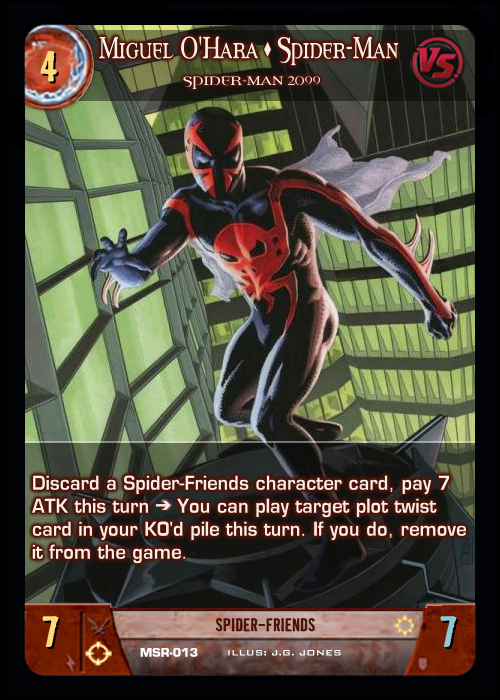 4
MIGUEL O'HARA ♦ SPIDER-MAN
SPIDER-MAN 2099
VS
Discard a Spider-Friends character card, pay 7
ATK this turn → You can play target plot twist
card in your KO'd pile this turn. If you do, remove
it from the game.
7
SPIDER-FRIENDS
7
MSR-013
ILLUS: J.G. JONES